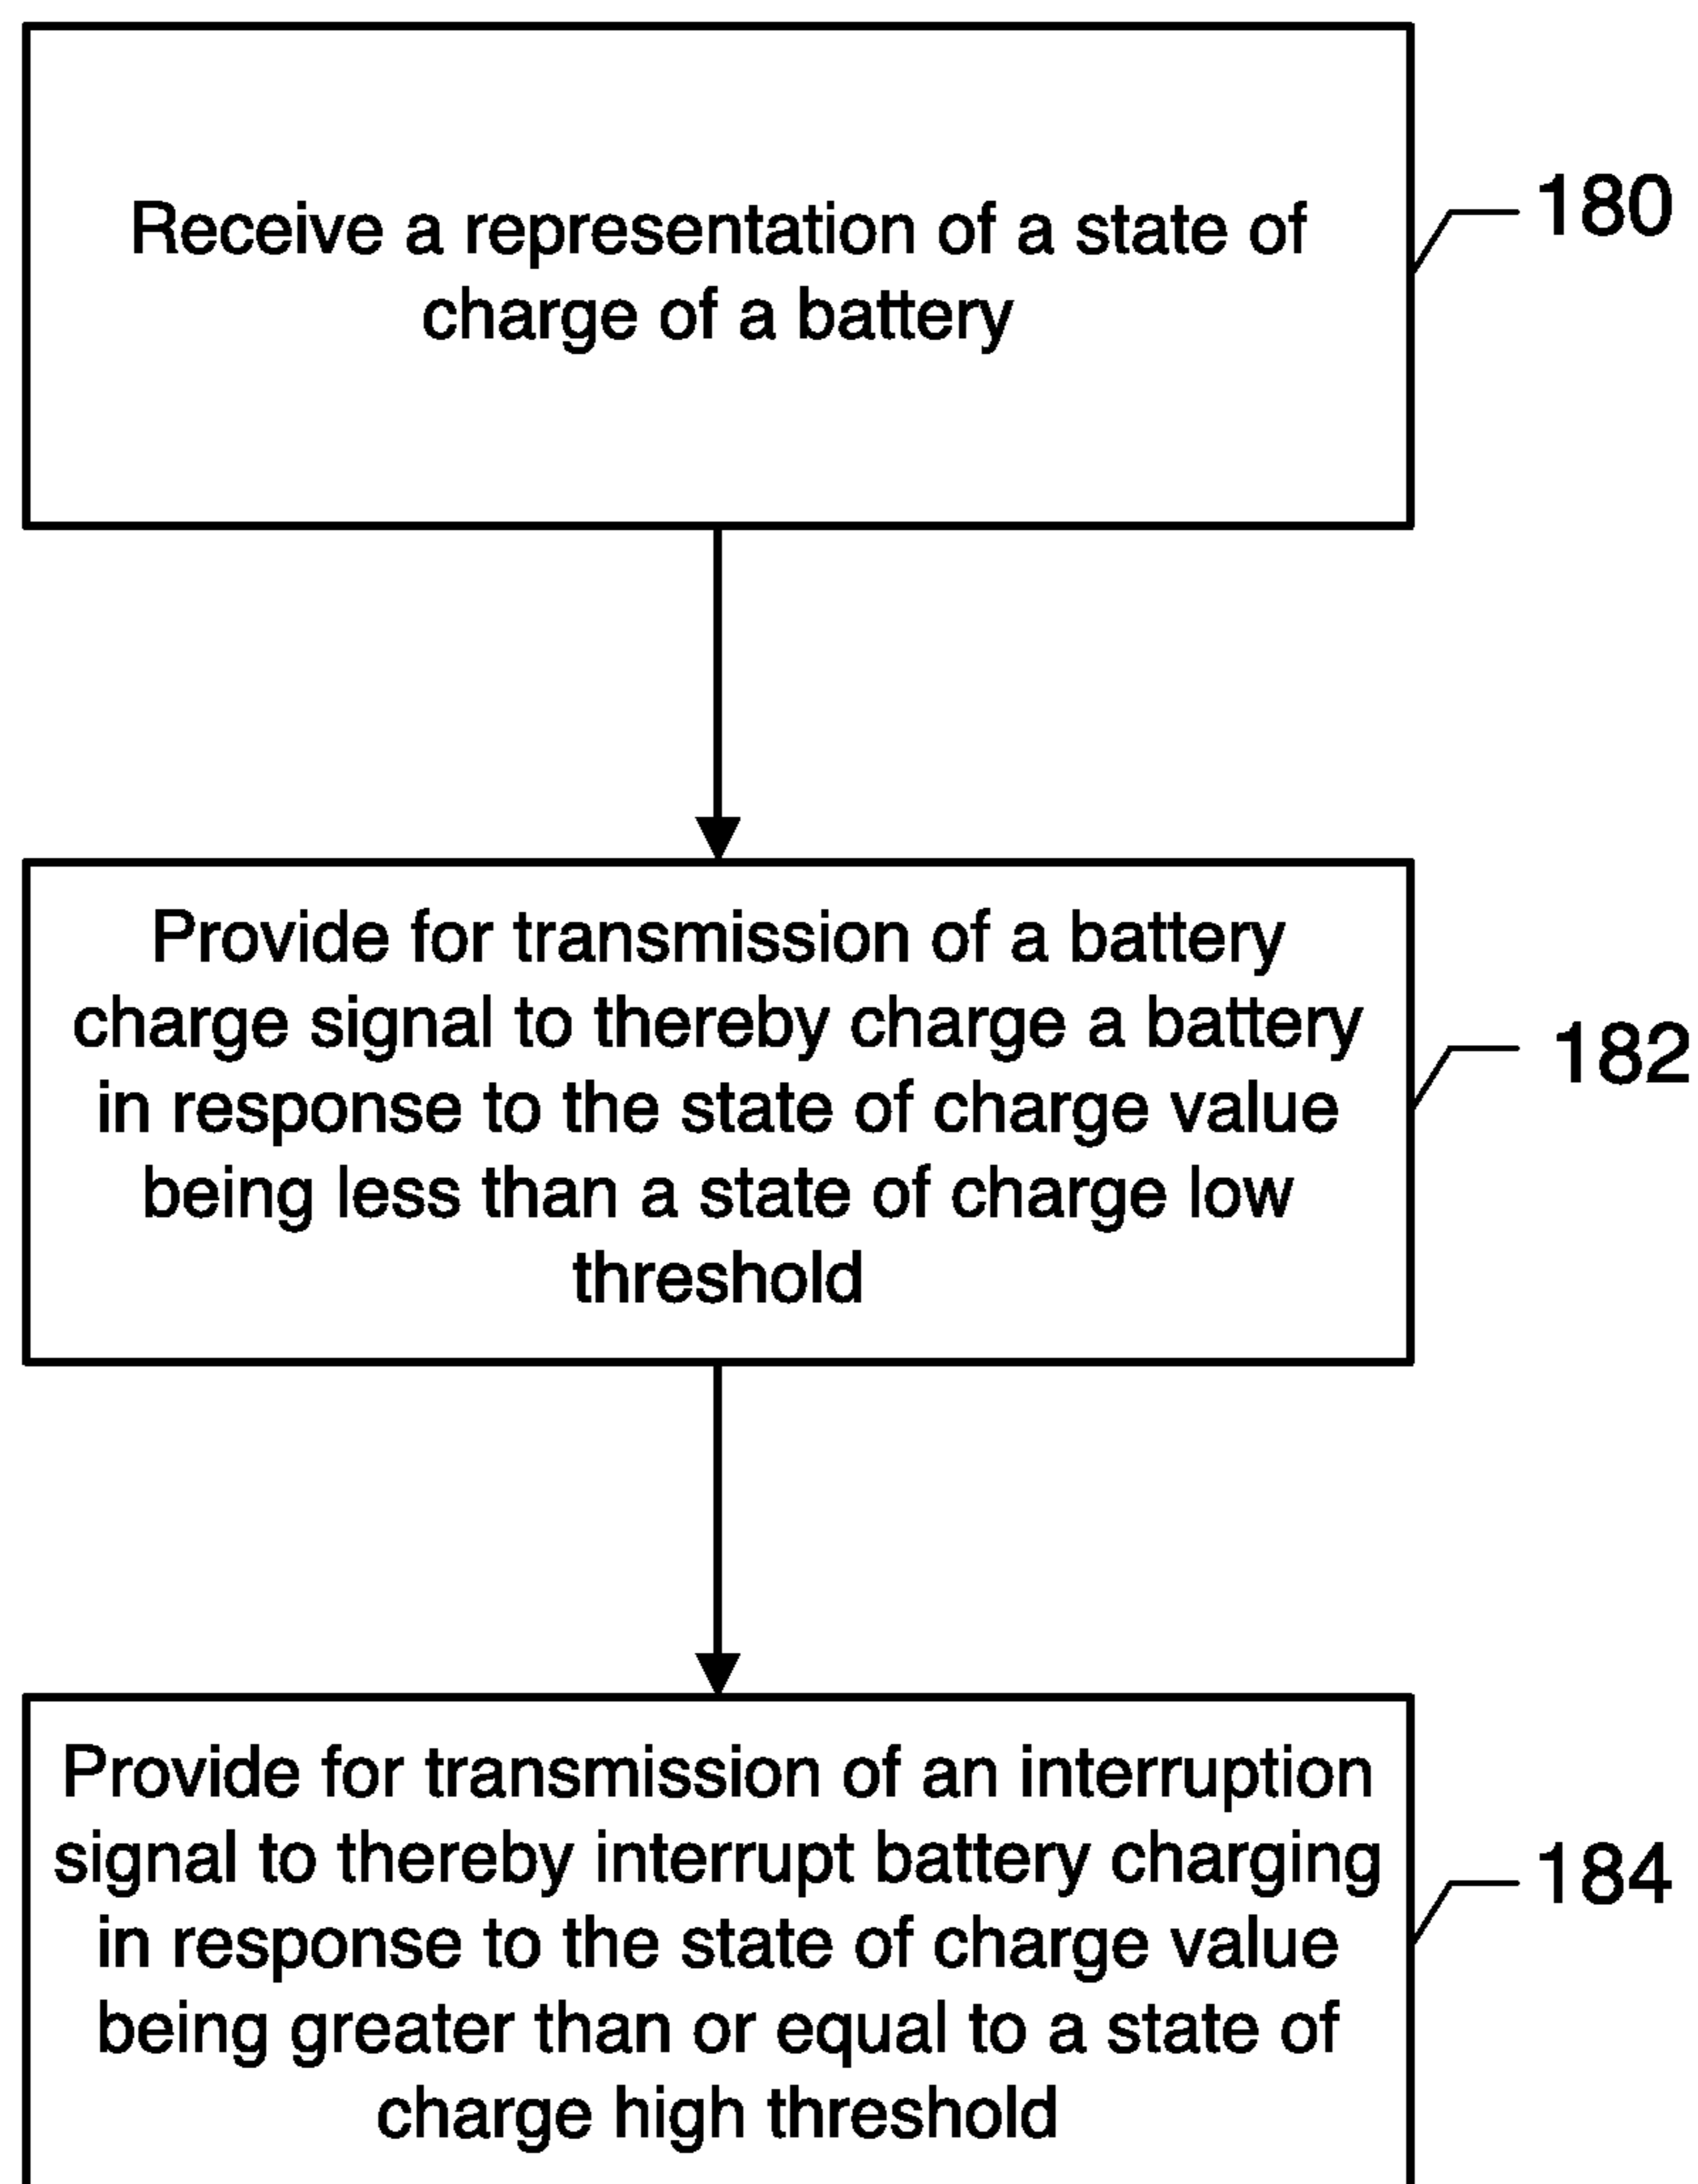 Receive a representation of a state of
charge of a battery
180
Provide for transmission of a battery
charge signal to thereby charge a battery
in response to the state of charge value
being less than a state of charge low
threshold
182
Provide for transmission of an interruption
signal to thereby interrupt battery charging
in response to the state of charge value
being greater than or equal to a state of
charge high threshold
184